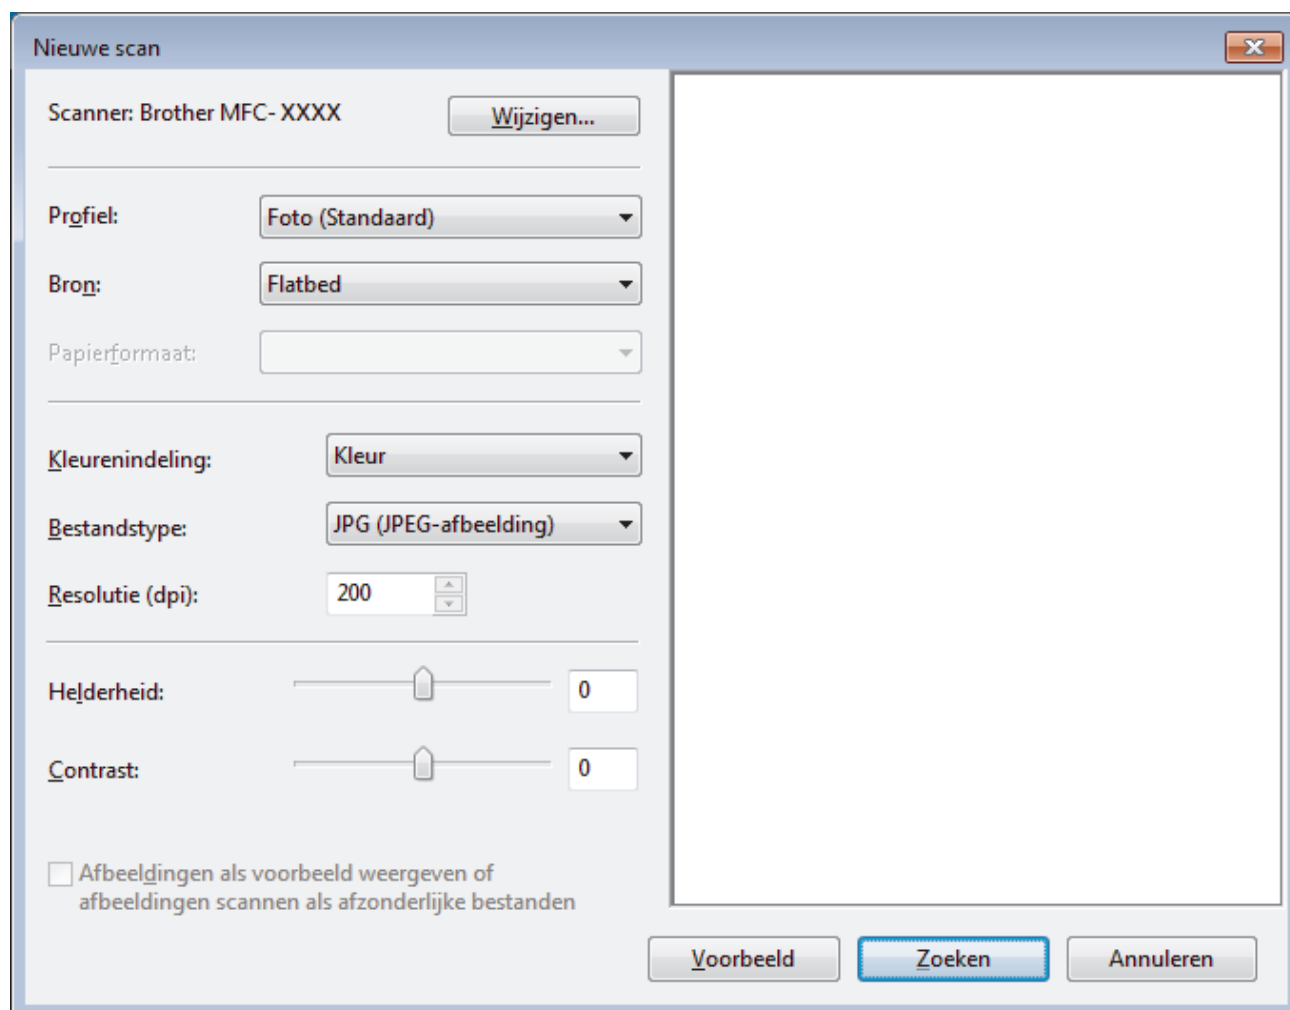 Nieuwe scan
Scanner: Brother MFC- XXXX
Wijzigen...
Profiel:
Foto (Standaard)
Bron:
Flatbed
Papierformaat:
Kleurenindeling:
Kleur
Bestandstype:
JPG (JPEG-afbeelding)
Resolutie (dpi):
200
Helderheid:
0
Contrast:
0
Afbeeldingen als voorbeeld weergeven of
afbeeldingen scannen als afzonderlijke bestanden
Voorbeeld
Zoeken
Annuleren